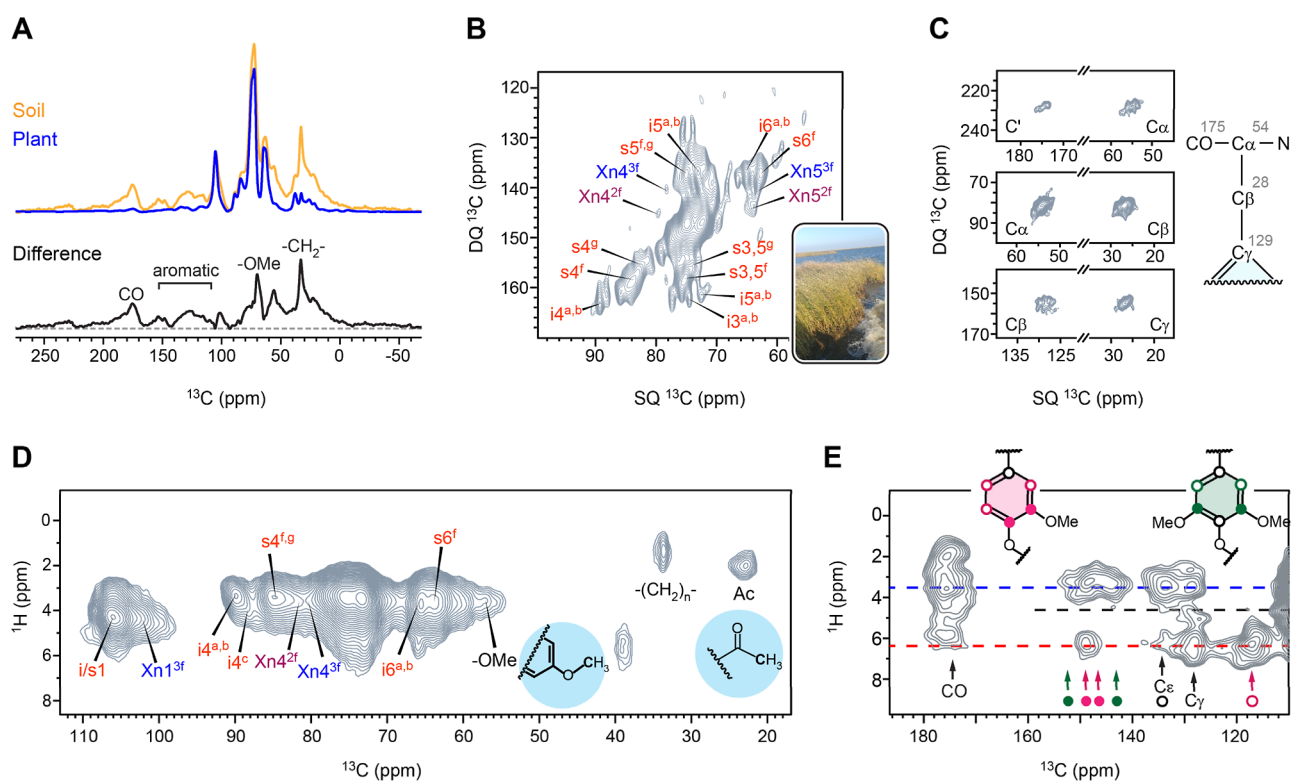 A
Soil
Plant
Difference
CO
aromatic
-OMe
-CH₂-
250 200 150 100 50 0 -50
¹³C (ppm)
B
DQ ¹³C (ppm)
120
130
140
150
160
i5ᵃ,ᵇ
i6ᵃ,ᵇ
s5ᶠ,ᵍ
s6ᶠ
Xn4³ᶠ
Xn5³ᶠ
Xn4²ᶠ
Xn5²ᶠ
s4ᵍ
s3,5ᵍ
s4ᶠ
s3,5ᶠ
i5ᵃ,ᵇ
i4ᵃ,ᵇ
i3ᵃ,ᵇ
90 80 70 60
SQ ¹³C (ppm)
C
DQ ¹³C (ppm)
220
240
C' Cα
180 170 60 50
70
90
Cα Cβ
60 50 30 20
150
170
Cβ Cγ
135 125 30 20
SQ ¹³C (ppm)
175 54
CO Cα N
28
Cβ
129
Cγ
D
¹H (ppm)
0
2
4
6
8
s4ᶠ,ᵍ
s6ᶠ
-(CH₂)ₙ-
Ac
i/s1
Xn1³ᶠ
i4ᵃ,ᵇ
i4ᶜ
Xn4²ᶠ
Xn4³ᶠ
i6ᵃ,ᵇ
-OMe
O
CH₃
O
CH₃
110 100 90 80 70 60 50 40 30 20
¹³C (ppm)
E
¹H (ppm)
0
2
4
6
8
OMe
O
MeO OMe
O
CO
Cε
Cγ
180 160 140 120
¹³C (ppm)